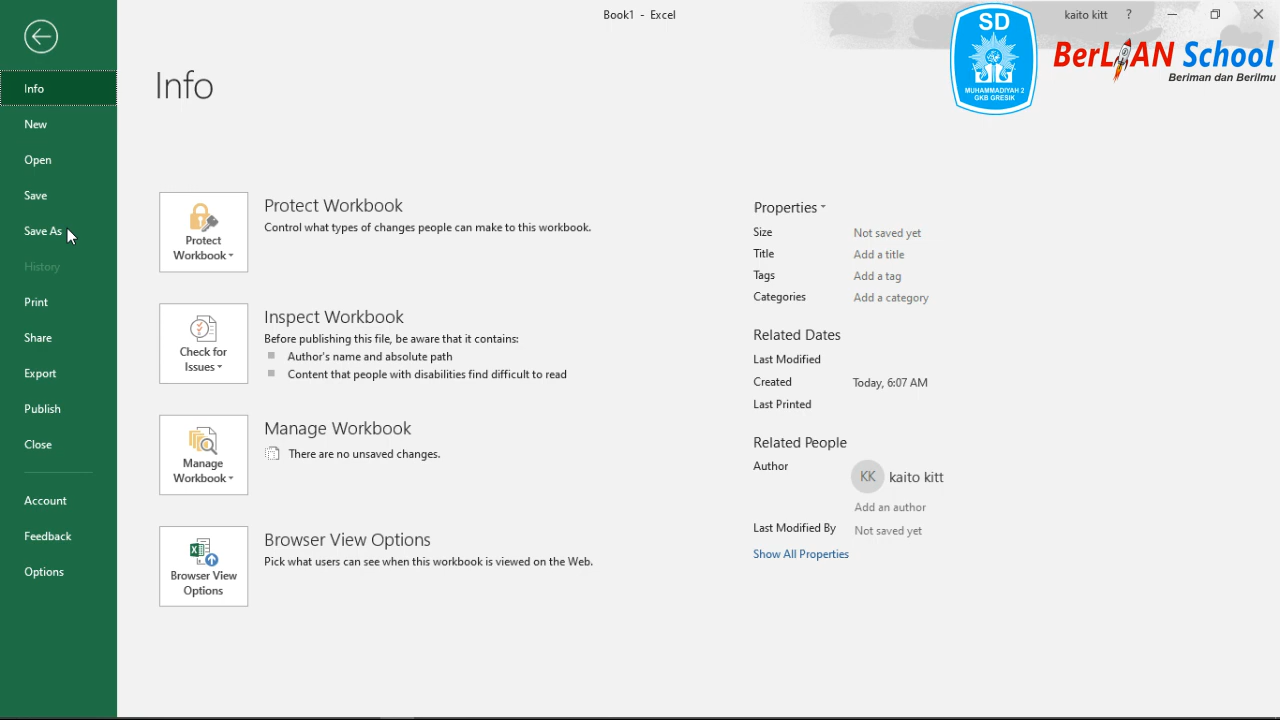 Book1 - Excel
kaito kitt
?
SD
MUHAMMADIYAH 2
GKB GRESIK
BerLIAN School
Beriman dan Berilmu
Info
New
Open
Save
Save As
History
Print
Share
Export
Publish
Close
Account
Feedback
Options
Info
Protect
Workbook
Protect Workbook
Control what types of changes people can make to this workbook.
Check for
Issues
Inspect Workbook
Before publishing this file, be aware that it contains:
Author's name and absolute path
Content that people with disabilities find difficult to read
Manage
Workbook
Manage Workbook
There are no unsaved changes.
Browser View
Options
Browser View Options
Pick what users can see when this workbook is viewed on the Web.
Properties
Size Not saved yet
Title Add a title
Tags Add a tag
Categories Add a category
Related Dates
Last Modified
Created Today, 6:07 AM
Last Printed
Related People
Author KK kaito kitt
Add an author
Last Modified By Not saved yet
Show All Properties